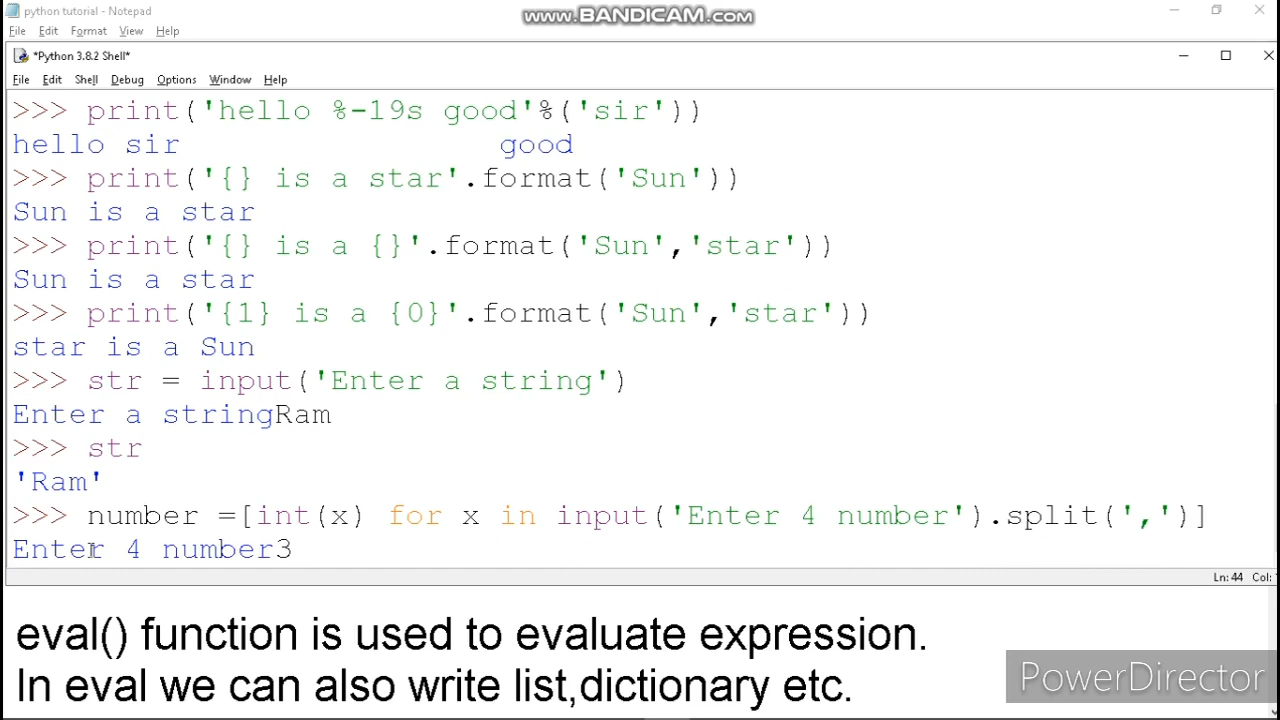 python tutorial - Notepad
www.BANDICAM.com
File Edit Format View Help
*Python 3.8.2 Shell*
File Edit Shell Debug Options Window Help
>>> print('hello %-19s good'%('sir'))
hello sir                 good
>>> print('{} is a star'.format('Sun'))
Sun is a star
>>> print('{} is a {}'.format('Sun','star'))
Sun is a star
>>> print('{1} is a {0}'.format('Sun','star'))
star is a Sun
>>> str = input('Enter a string')
Enter a stringRam
>>> str
'Ram'
>>> number =[int(x) for x in input('Enter 4 number').split(',')]
Enter 4 number3
Ln: 44 Col:
eval() function is used to evaluate expression.
In eval we can also write list,dictionary etc.
PowerDirector